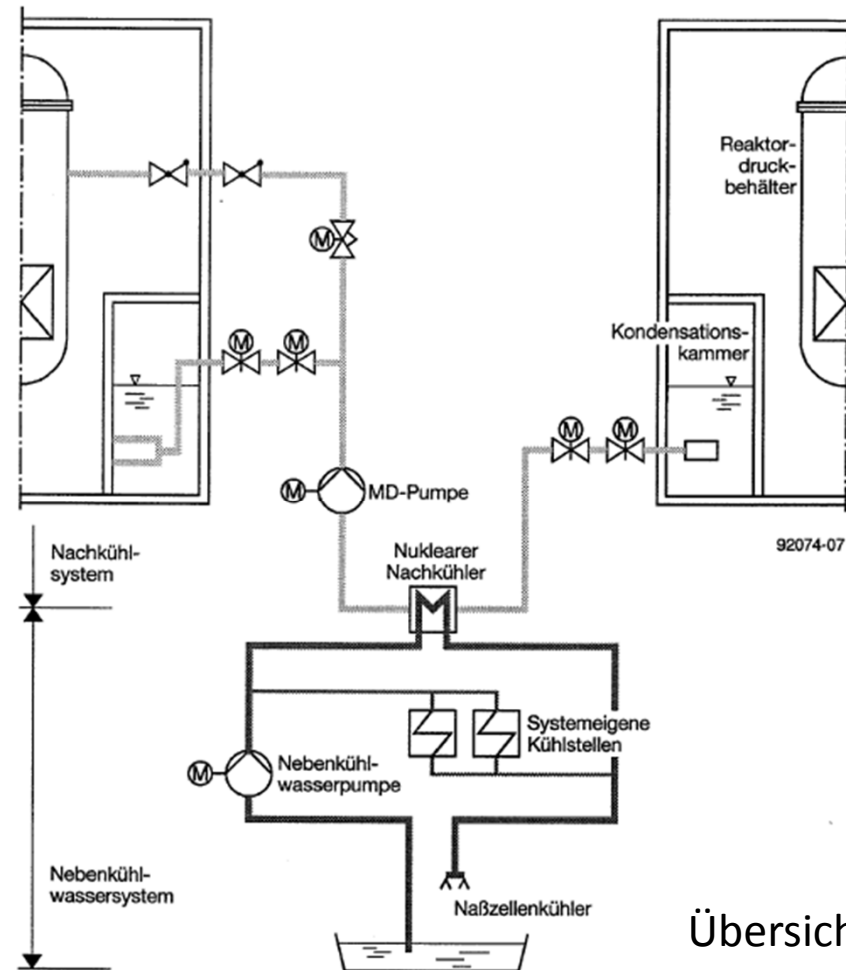 Reaktor-
druck-
behälter
M
Kondensations-
kammer
M
M
M
M
M
MD-Pumpe
92074-07
Nachkühl-
system
Nuklearer
Nachkühler
Systemeigene
Kühlstellen
M
Nebenkühl-
wasserpumpe
Nebenkühl-
wassersystem
Naßzellenkühler
Übersich